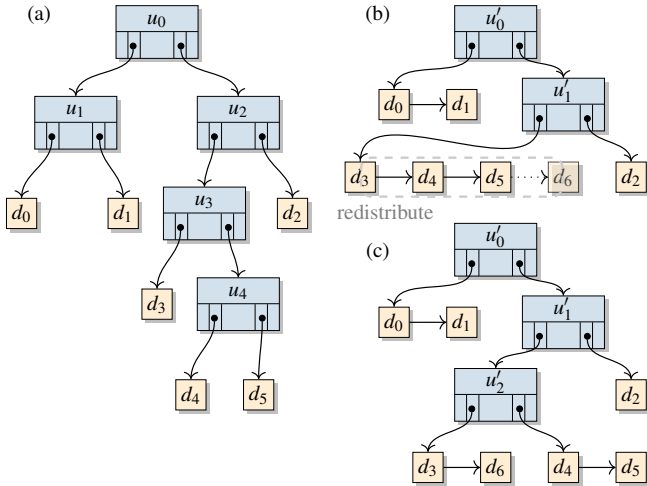 (a)
u₀
u₁
u₂
d₀
d₁
u₃
d₂
d₃
u₄
d₄
d₅
(b)
u′₀
d₀
d₁
u′₁
d₃
d₄
d₅
d₆
d₂
redistribute
(c)
u′₀
d₀
d₁
u′₁
u′₂
d₂
d₃
d₆
d₄
d₅